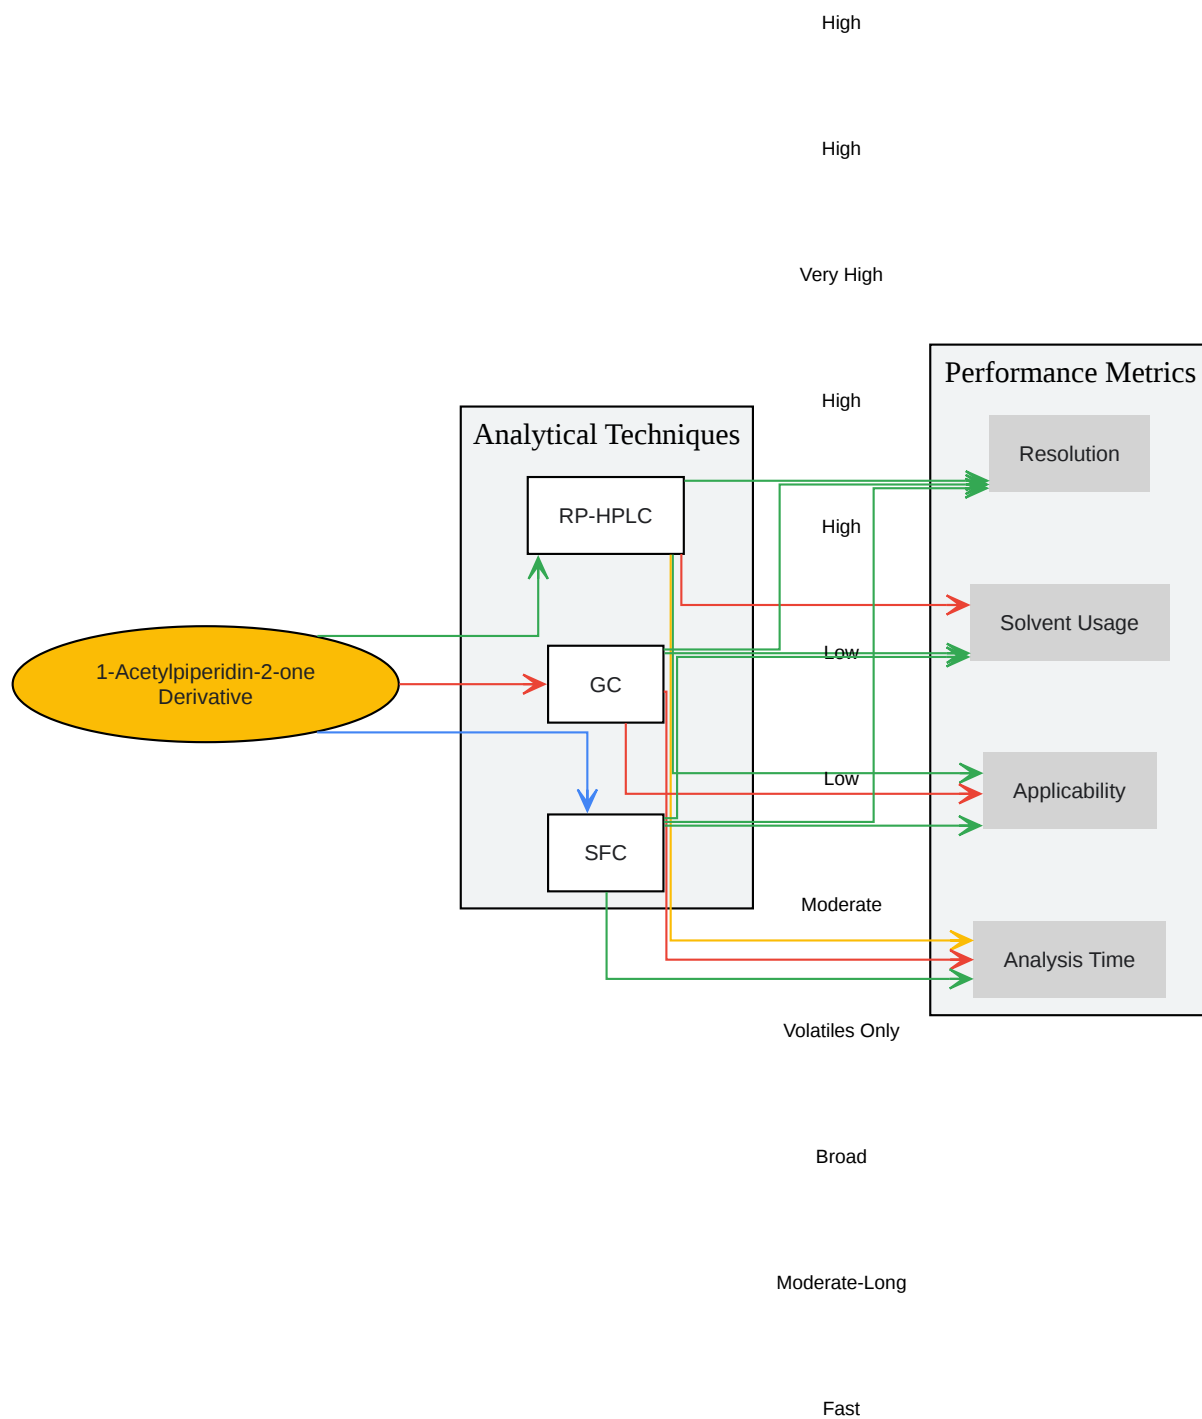 High
High
Very High
Performance Metrics
High
Analytical Techniques
Resolution
RP-HPLC
High
Solvent Usage
Low
1-Acetylpiperidin-2-one
Derivative
GC
Low
Applicability
SFC
Moderate
Analysis Time
Volatiles Only
Broad
Moderate-Long
Fast